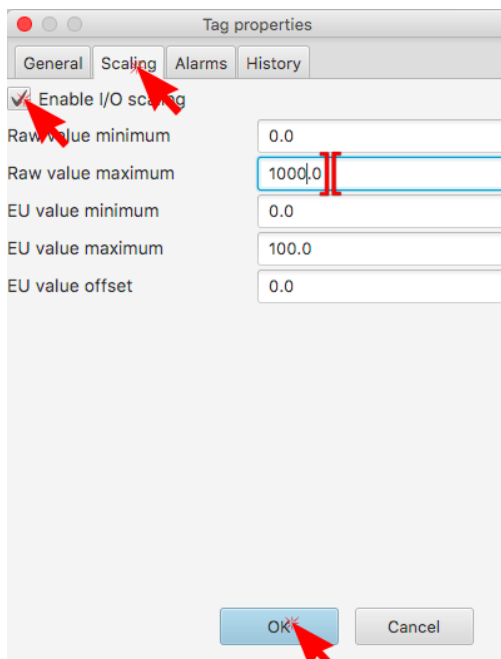 Tag properties
General Scaling Alarms History
Enable I/O scaling
Raw value minimum 0.0
Raw value maximum 1000.0
EU value minimum 0.0
EU value maximum 100.0
EU value offset 0.0
OK Cancel